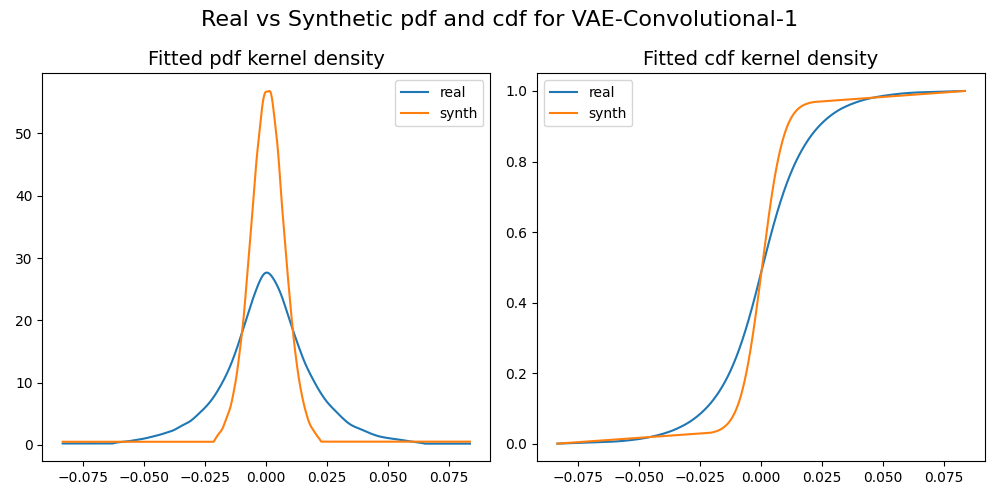 Real vs Synthetic pdf and cdf for VAE-Convolutional-1
Fitted pdf kernel density
real
synth
50
40
30
20
10
0
−0.075 −0.050 −0.025 0.000 0.025 0.050 0.075
Fitted cdf kernel density
real
synth
1.0
0.8
0.6
0.4
0.2
0.0
−0.075 −0.050 −0.025 0.000 0.025 0.050 0.075